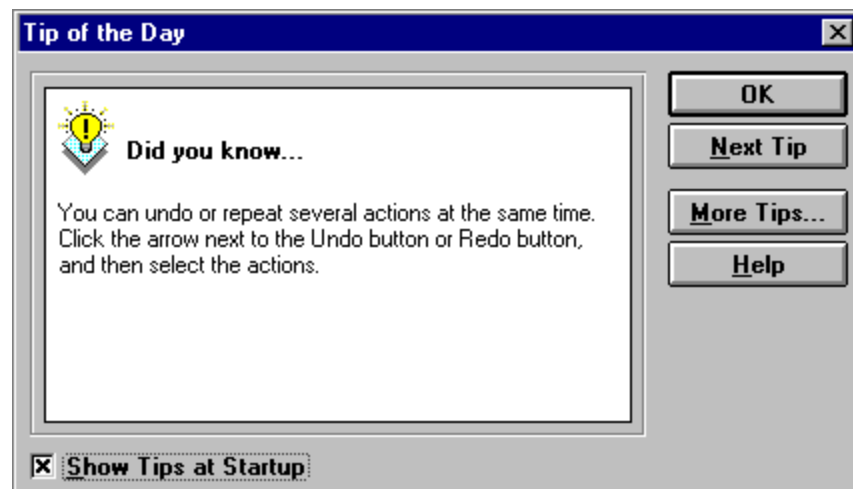 Tip of the Day
Did you know...
You can undo or repeat several actions at the same time.
Click the arrow next to the Undo button or Redo button,
and then select the actions.
OK
Next Tip
More Tips...
Help
Show Tips at Startup